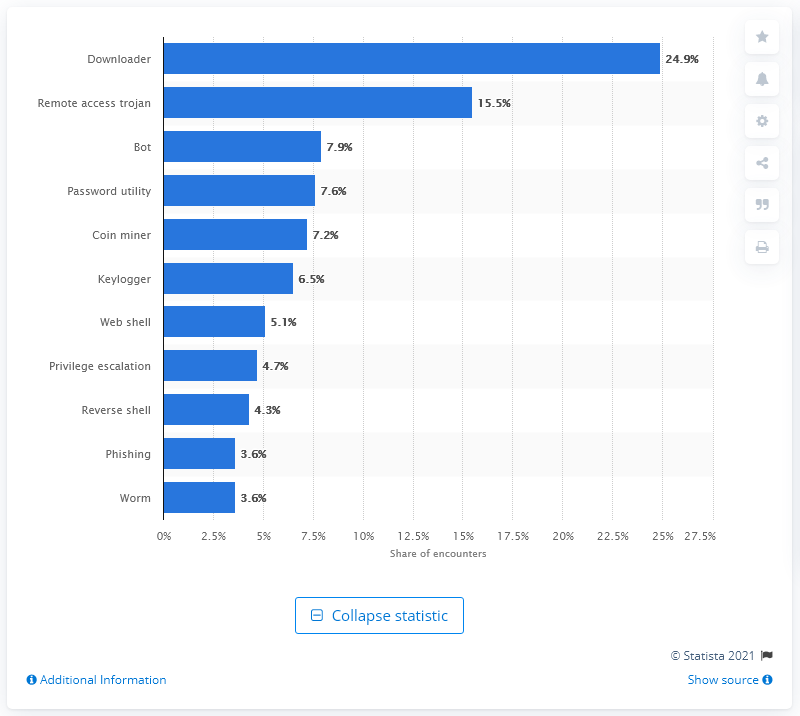 Downloader 24.9%
Remote access trojan 15.5%
Bot 7.9%
Password utility 7.6%
Coin miner 7.2%
Keylogger 6.5%
Web shell 5.1%
Privilege escalation 4.7%
Reverse shell 4.3%
Phishing 3.6%
Worm 3.6%
0% 2.5% 5% 7.5% 10% 12.5% 15% 17.5% 20% 22.5% 25% 27.5%
Share of encounters
Collapse statistic
© Statista 2021
Additional Information Show source